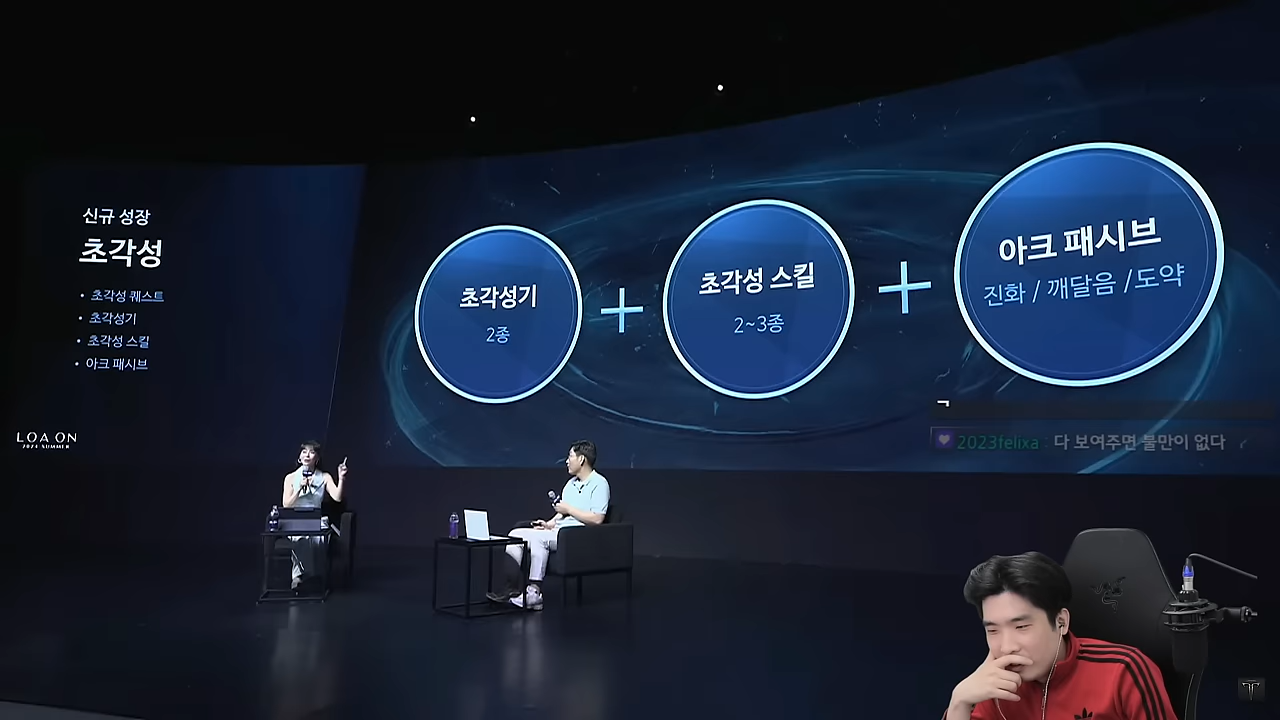 신규 성장
초각성
• 초각성 퀘스트
• 초각성기
• 초각성 스킬
• 아크 패시브
초각성기
2종
+
초각성 스킬
2~3종
+
아크 패시브
진화 / 깨달음 / 도약
LOA ON
2024 SUMMER
2023felixa : 다 보여주면 불만이 없다